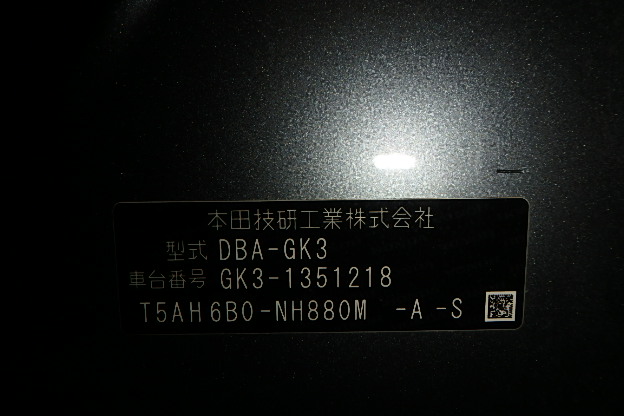 本田技研工業株式会社
型式 DBA-GK3
車台番号 GK3-1351218
T5AH6B0-NH880M -A-S